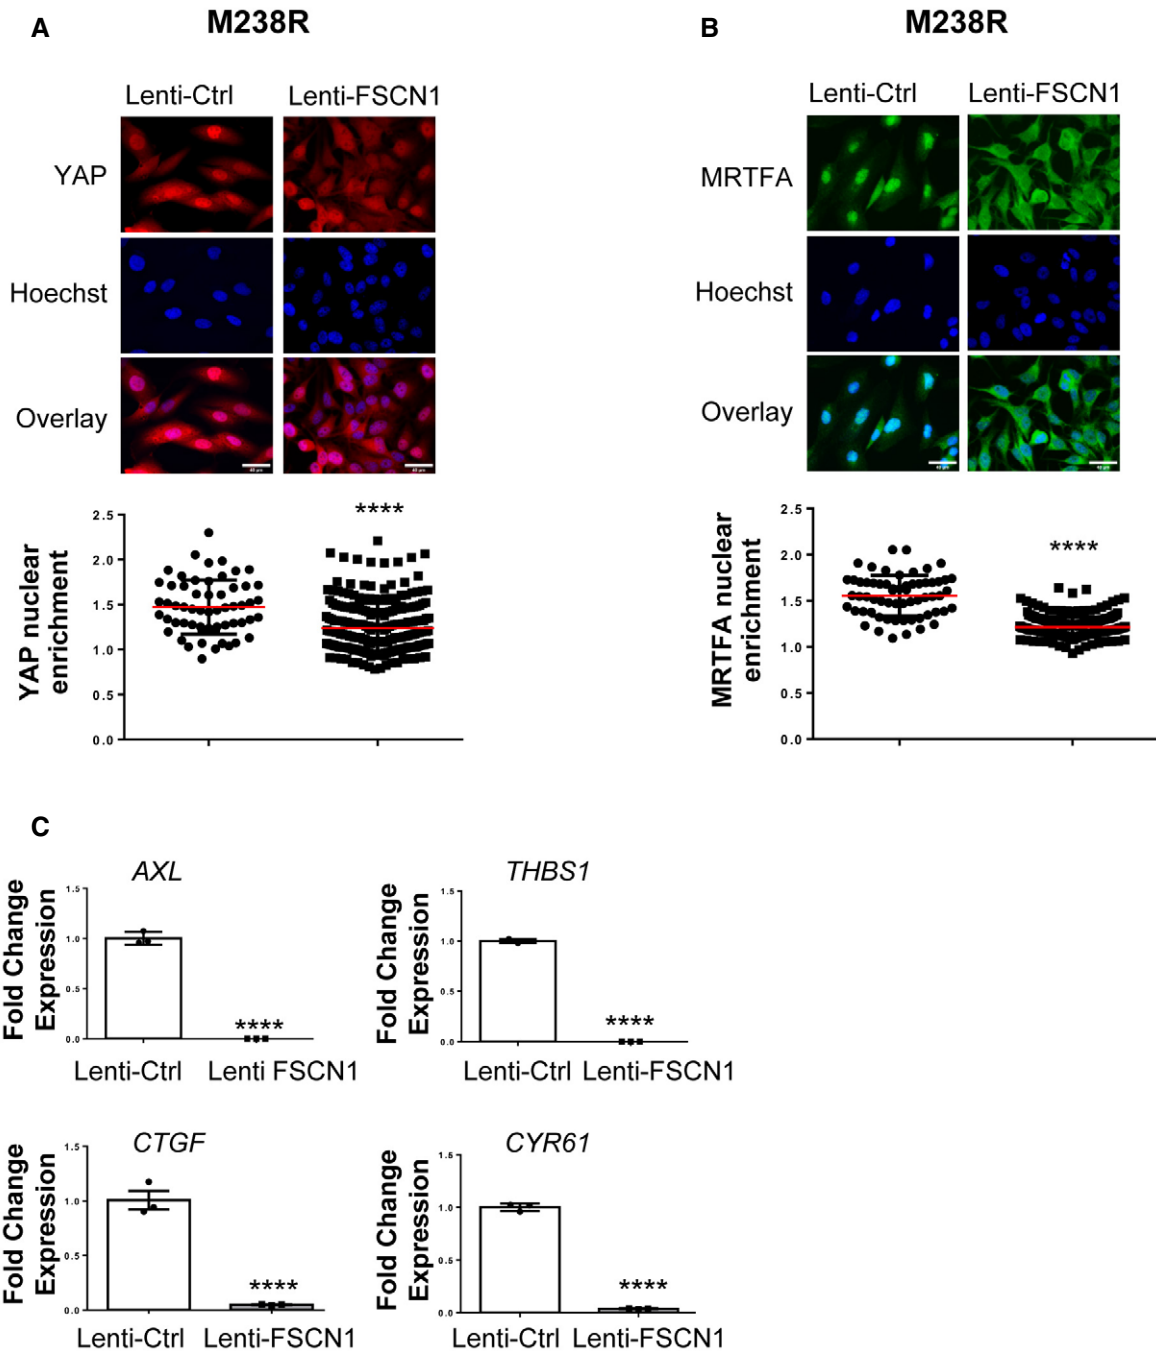 A
M238R
B
M238R
Lenti-Ctrl
Lenti-FSCN1
Lenti-Ctrl
Lenti-FSCN1
YAP
MRTFA
Hoechst
Hoechst
Overlay
Overlay
****
2.5
2.0
1.5
1.0
0.5
0.0
YAP nuclear
enrichment
****
2.5
2.0
1.5
1.0
0.5
0.0
MRTFA nuclear
enrichment
C
AXL
Fold Change
Expression
1.5
1.0
0.5
0.0
****
Lenti-Ctrl
Lenti FSCN1
THBS1
Fold Change
Expression
1.5
1.0
0.5
0.0
****
Lenti-Ctrl
Lenti-FSCN1
CTGF
Fold Change
Expression
1.5
1.0
0.5
0.0
****
Lenti-Ctrl
Lenti-FSCN1
CYR61
Fold Change
Expression
1.5
1.0
0.5
0.0
****
Lenti-Ctrl
Lenti-FSCN1